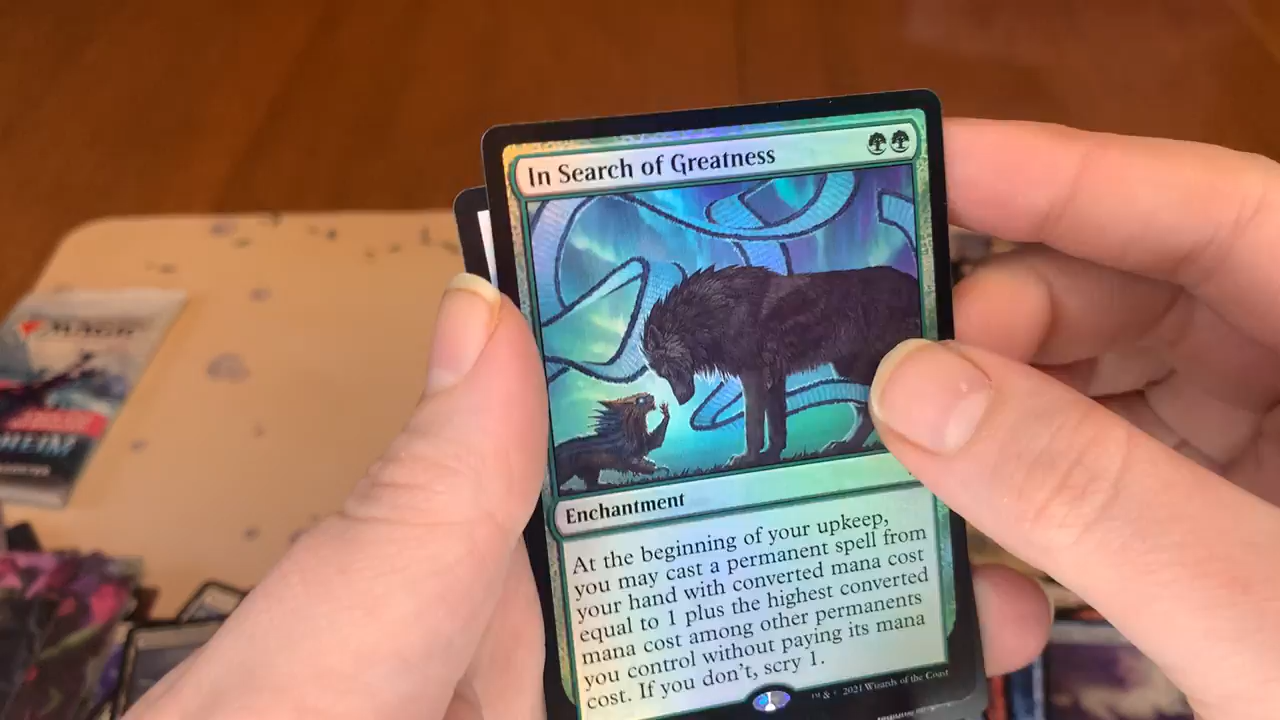 In Search of Greatness
Enchantment
At the beginning of your upkeep,
you may cast a permanent spell from
your hand with converted mana cost
equal to 1 plus the highest converted
mana cost among other permanents
you control without paying its mana
cost. If you don't, scry 1.
™ & © 2021 Wizards of the Coast
MAGIC